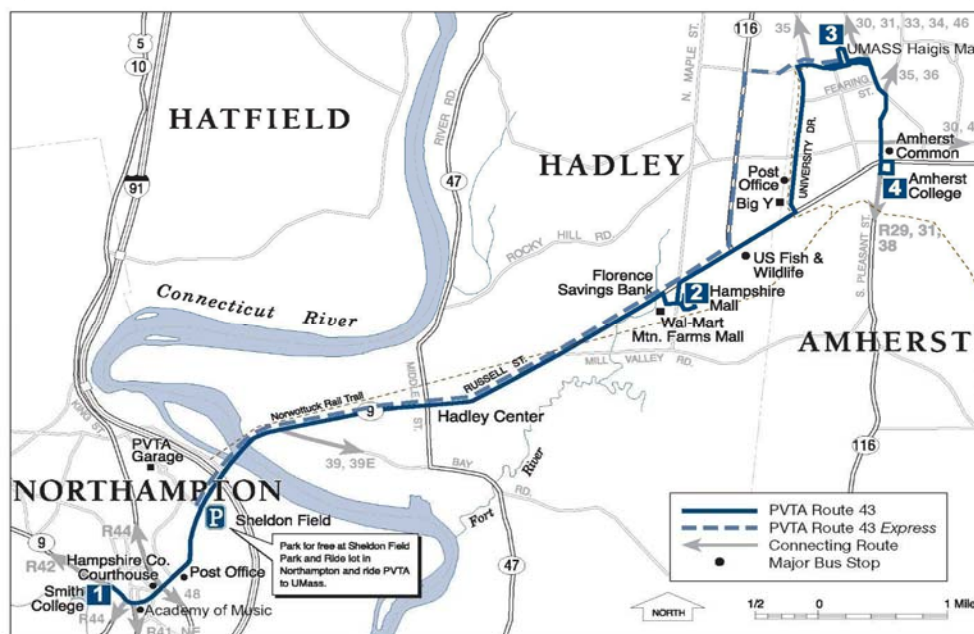 5
10
HATFIELD
91
RIVER RD.
47
N. MAPLE ST.
116
35
3
30, 31, 33, 34, 46
UMASS Haigis Ma
FEARING
ST.
35, 36
UNIVERSITY DR.
HADLEY
Post
Office
Big Y
Amherst
Common
4
Amherst
College
R29, 31,
38
S. PLEASANT ST.
ROCKY HILL RD.
US Fish &
Wildlife
Florence
Savings Bank
2
Hampshire
Mall
Wal-Mart
Mtn. Farms Mall
Connecticut River
AMHERST
MILL VALLEY RD.
RUSSELL ST.
Norwottuck Rail Trail
MIDDLE ST.
9
Hadley Center
KING ST.
PVTA
Garage
39, 39E
BAY
RD.
Fort River
116
NORTHAMPTON
P
Sheldon Field
Park for free at Sheldon Field
Park and Ride lot in
Northampton and ride PVTA
to UMass.
9
R44
R42
Hampshire Co.
Courthouse
Post Office
Smith
College
1
48
R44
Academy of Music
R41, NE
47
PVTA Route 43
PVTA Route 43 Express
Connecting Route
Major Bus Stop
NORTH
1/2 0 1 Mile